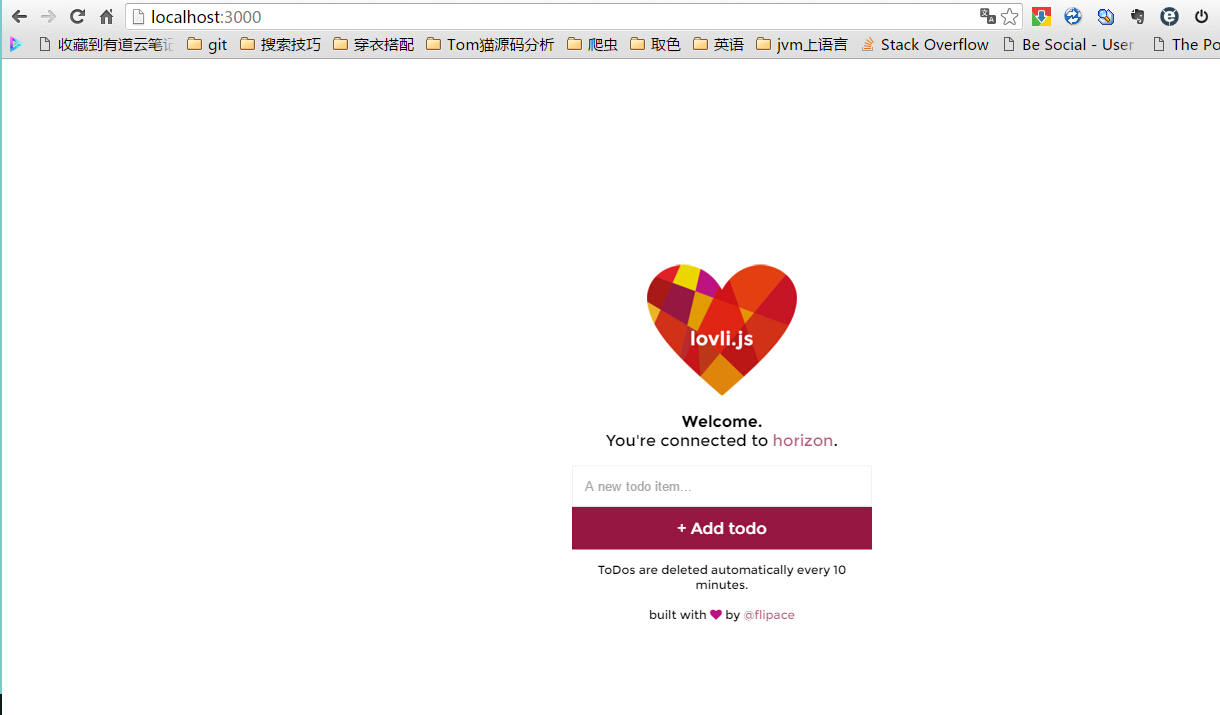 localhost:3000
收藏到有道云笔记 git 搜索技巧 穿衣搭配 Tom猫源码分析 爬虫 取色 英语 jvm上语言 Stack Overflow Be Social - User The Po
lovli.js
Welcome.
You're connected to horizon.
A new todo item...
+ Add todo
ToDos are deleted automatically every 10
minutes.
built with ❤ by @flipace